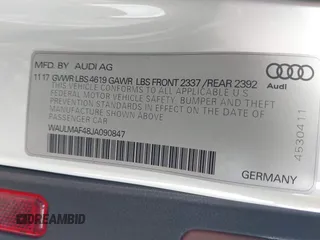 MFD. BY AUDI AG
11 17 GVWR LBS 4619 GAWR LBS FRONT 2337 /REAR 2392
THIS VEHICLE CONFORMS TO ALL APPLICABLE
FEDERAL MOTOR VEHICLE SAFETY, BUMPER, AND THEFT
PREVENTION STANDARDS IN EFFECT ON THE DATE OF
MANUFACTURE SHOWN ABOVE.
PASSENGER CAR
WAULMAF48JA090847
GERMANY
Audi
4530411
DREAMBID